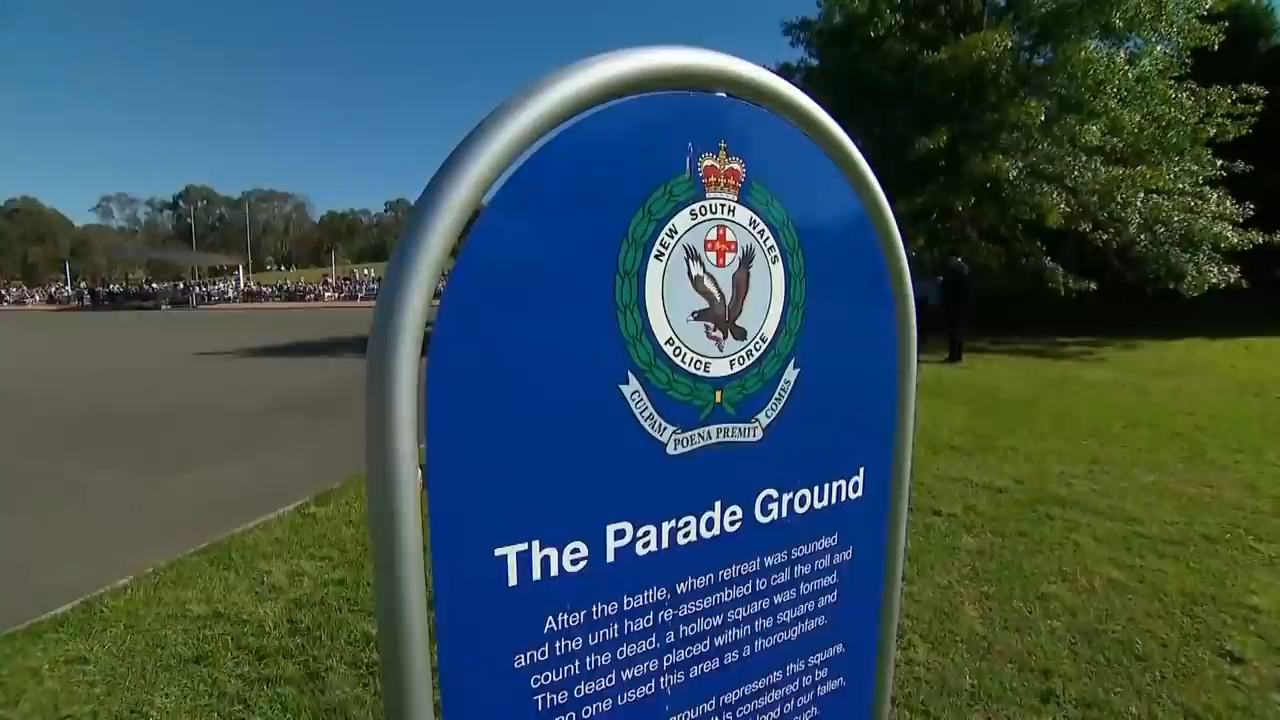 NEW SOUTH WALES
POLICE FORCE
CULPAM POENA PREMIT COMES
The Parade Ground
After the battle, when retreat was sounded
and the unit had re-assembled to call the roll and
count the dead, a hollow square was formed.
The dead were placed within the square and
no one used this area as a thoroughfare.
ground represents this square,
is considered to be
of our fallen,
such.